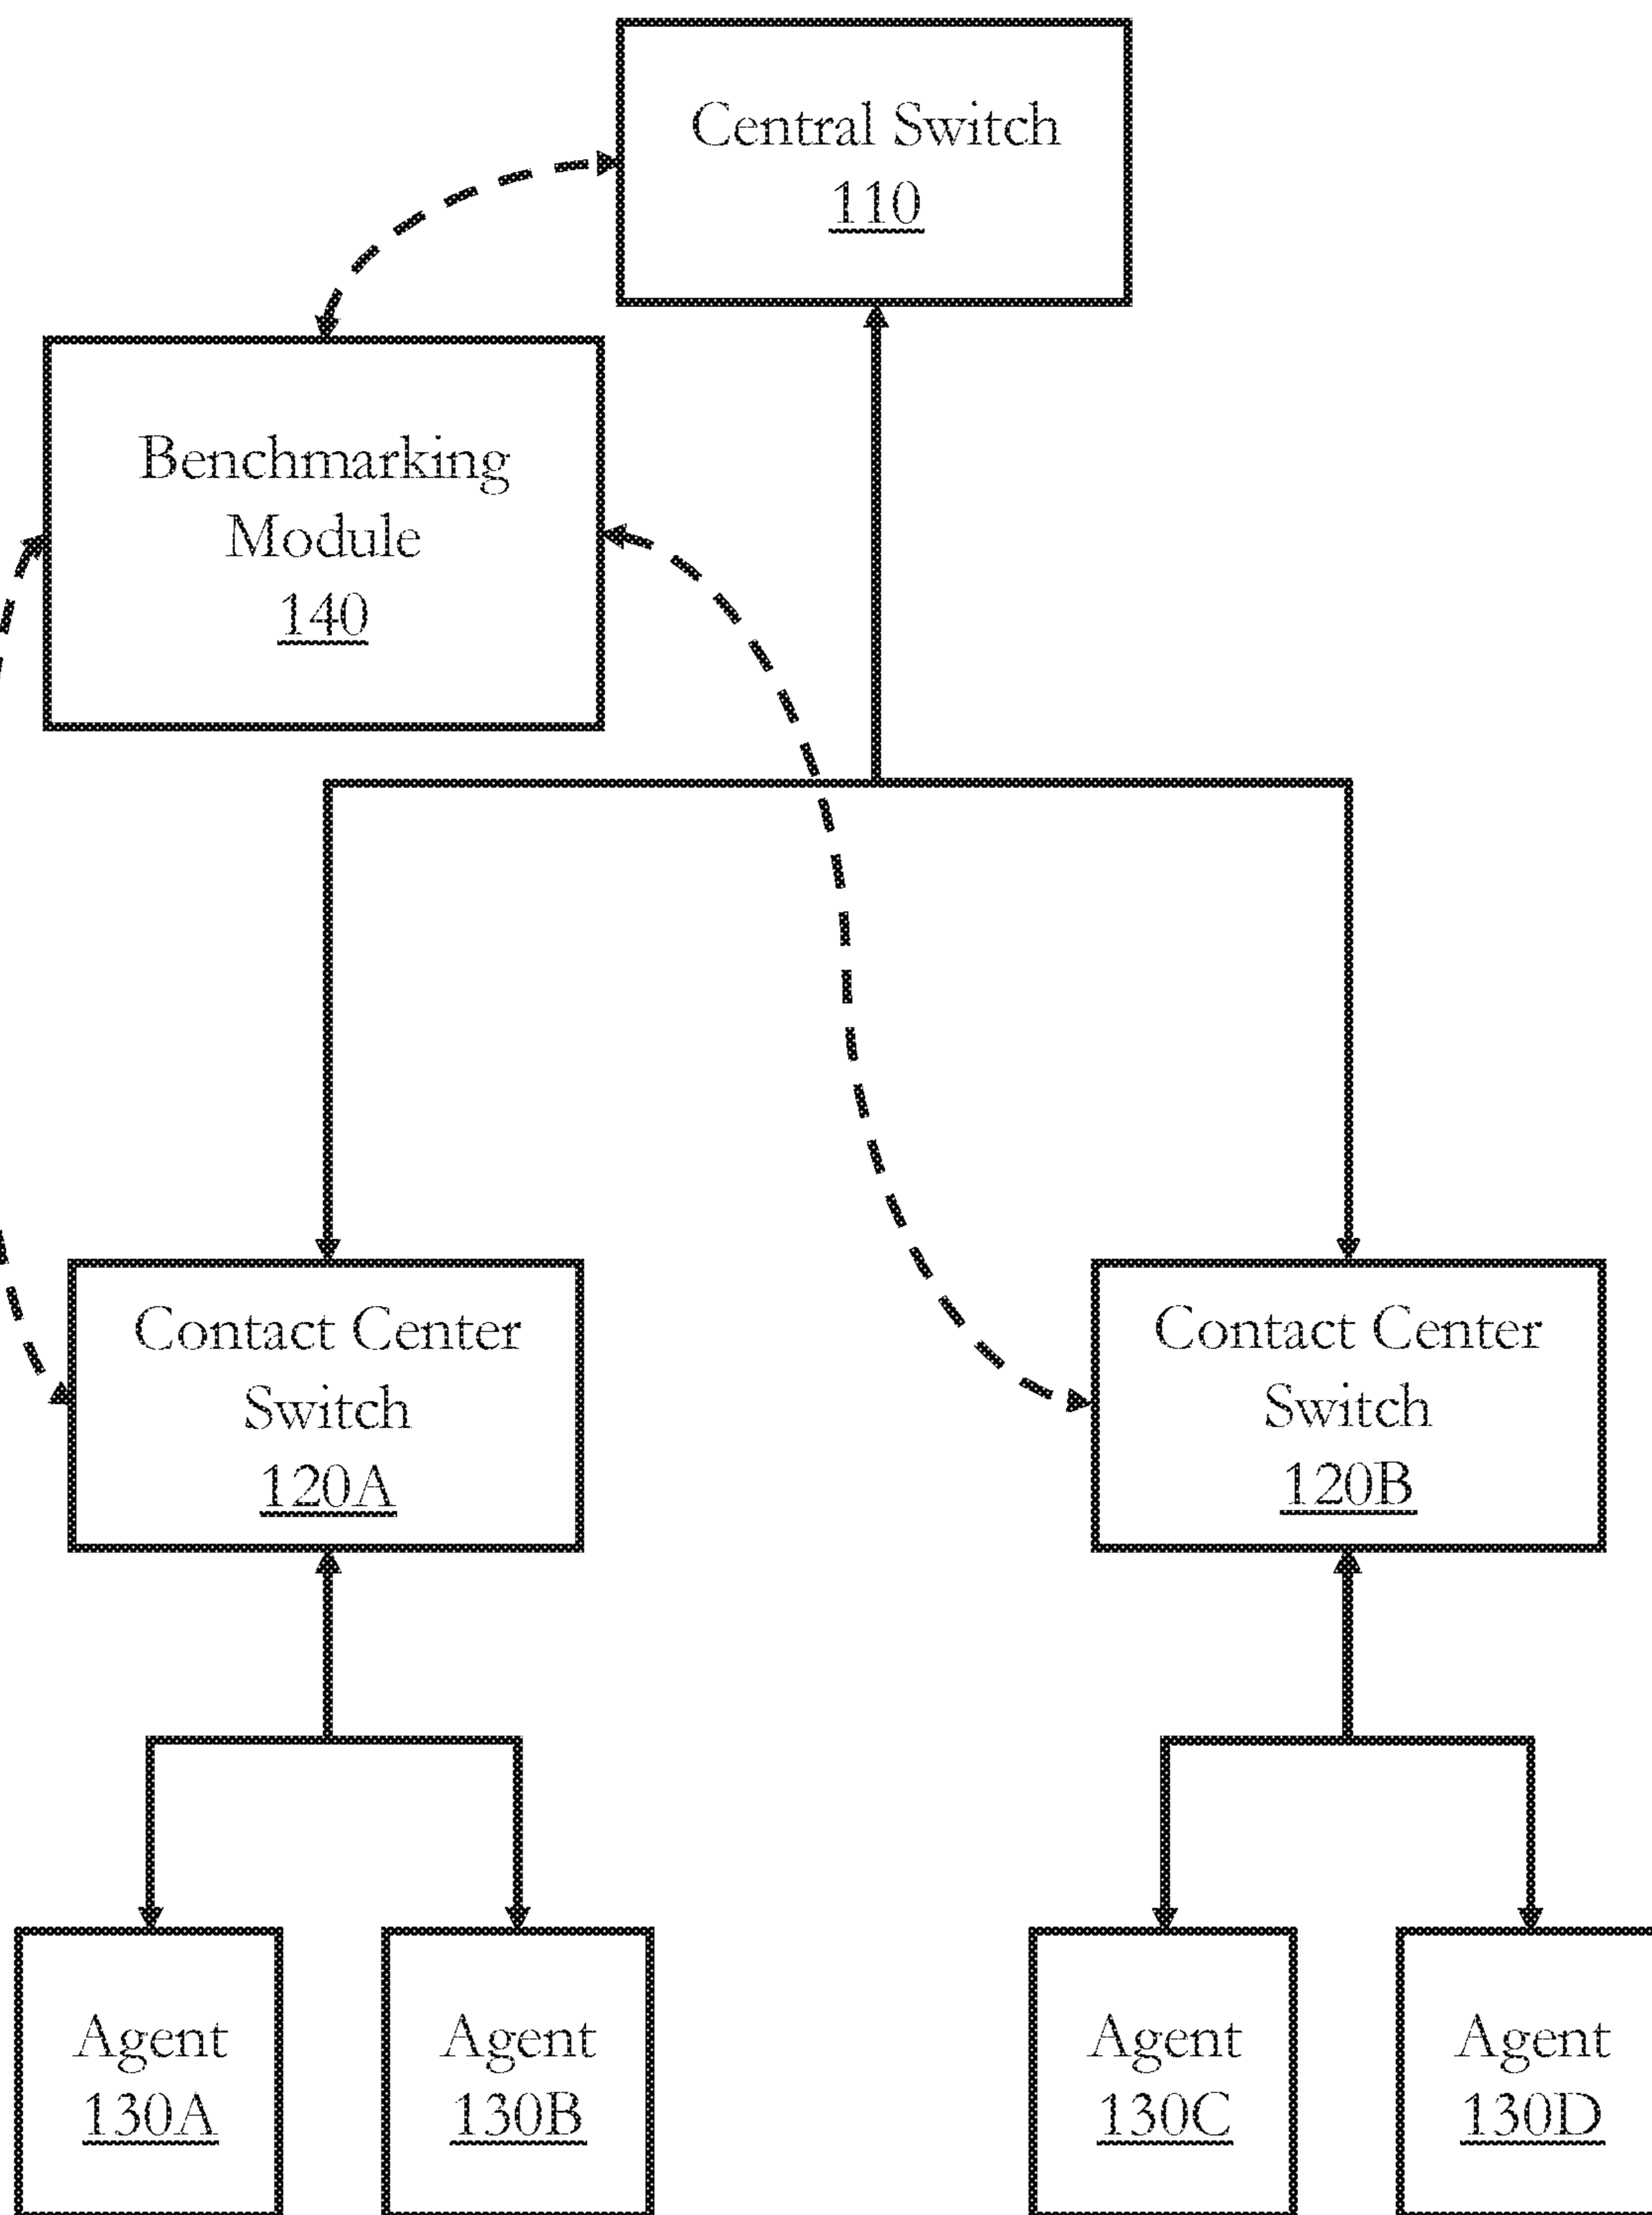 Central Switch
110
Benchmarking
Module
140
Contact Center
Switch
120A
Contact Center
Switch
120B
Agent
130A
Agent
130B
Agent
130C
Agent
130D